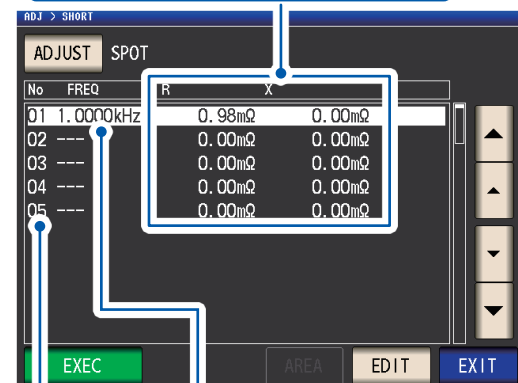 ADJ > SHORT
ADJUST SPOT
No FREQ R X
01 1.0000kHz 0.98mΩ 0.00mΩ
02 --- 0.00mΩ 0.00mΩ
03 --- 0.00mΩ 0.00mΩ
04 --- 0.00mΩ 0.00mΩ
05 --- 0.00mΩ 0.00mΩ
EXEC AREA EDIT EXIT